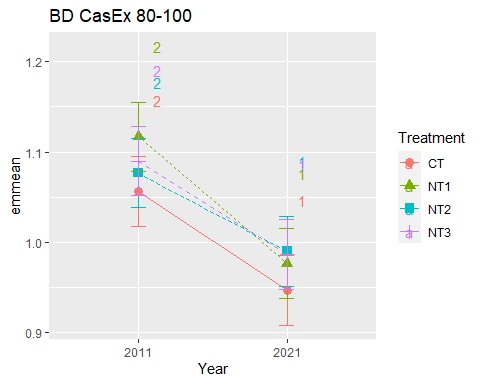 BD CasEx 80-100
2
2
2
2
1
1
1
1
1.2
1.1
1.0
0.9
emmean
2011
2021
Year
Treatment
a CT
a NT1
a NT2
a NT3